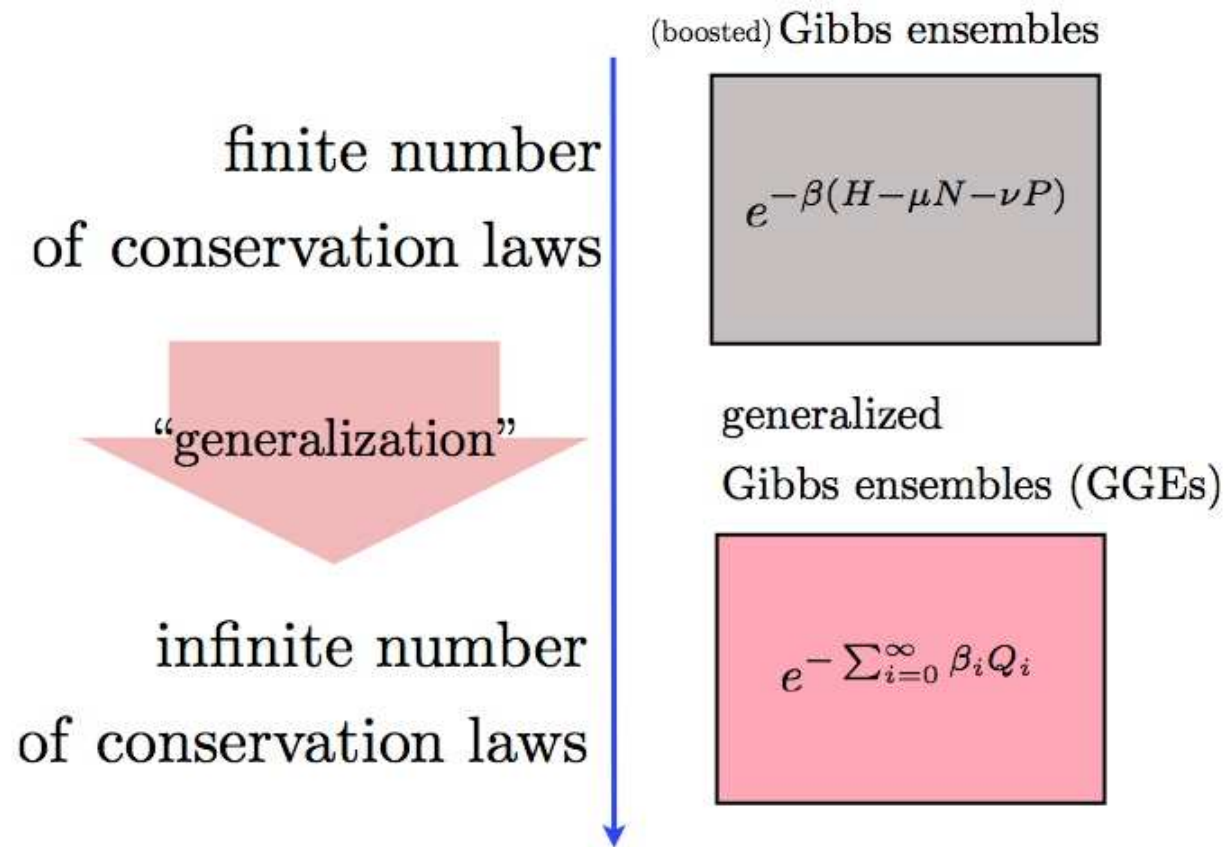 (boosted) Gibbs ensembles
finite number
of conservation laws
e^{-β(H-μN-νP)}
“generalization”
generalized
Gibbs ensembles (GGEs)
infinite number
of conservation laws
e^{-∑_{i=0}^{∞} β_i Q_i}